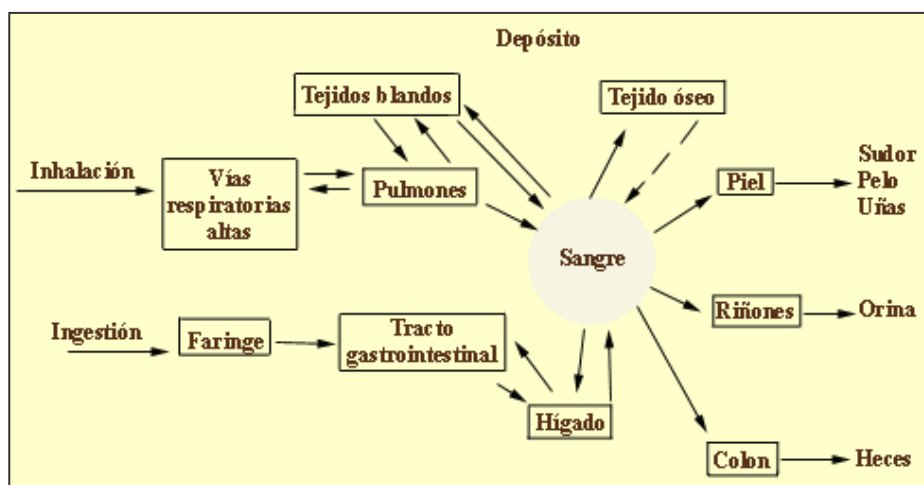 Depósito
Tejidos blandos
Tejido óseo
Inhalación
Vías
respiratorias
altas
Pulmones
Piel
Sudor
Pelo
Uñas
Sangre
Riñones
Orina
Ingestión
Faringe
Tracto
gastrointestinal
Hígado
Colon
Heces